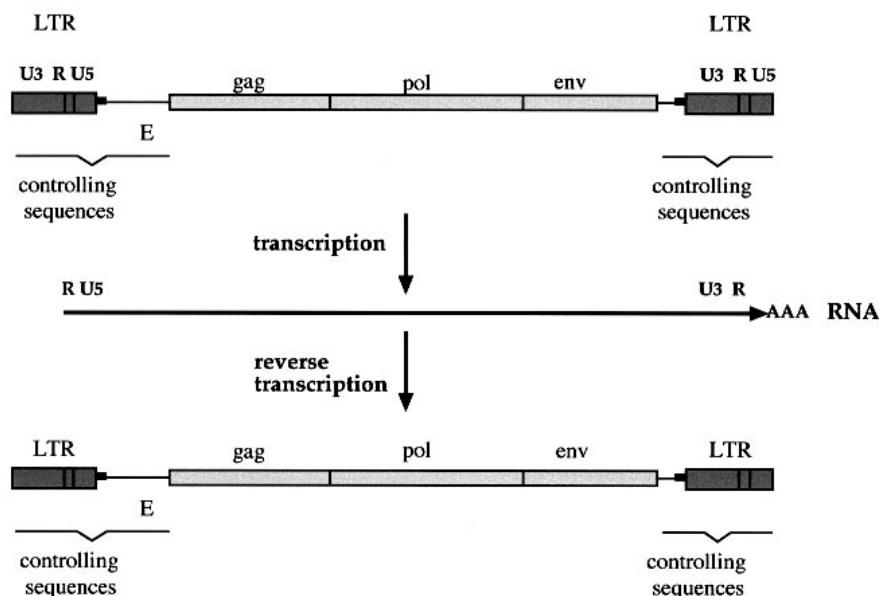 LTR LTR
U3 R U5 U3 R U5
gag pol env
E
controlling controlling
sequences sequences
transcription
R U5 U3 R
AAA RNA
reverse
transcription
LTR gag pol env LTR
E
controlling controlling
sequences sequences